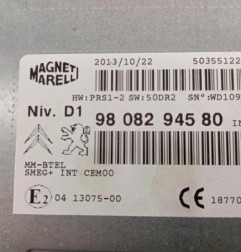 MAGNETI
MARELLI
2013/10/22 50355122
HW:PRS1-2 SW:50DR2 SN°:WD109
Niv. D1 98 082 945 80
MM-BTEL
SMEG+ INT CEM00
E2 04 13075-00 CE 18770